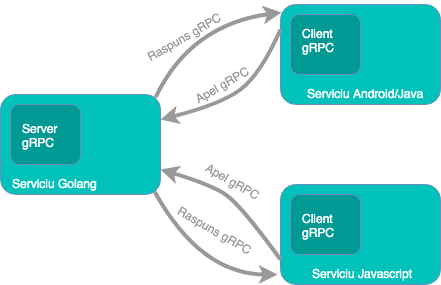 Raspuns gRPC
Apel gRPC
Client
gRPC
Serviciu Android/Java
Server
gRPC
Serviciu Golang
Apel gRPC
Raspuns gRPC
Client
gRPC
Serviciu Javascript